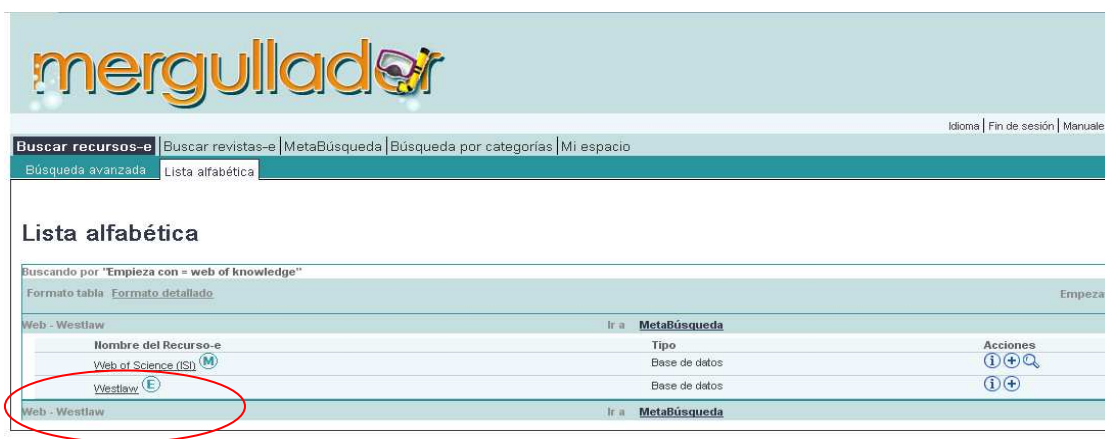 mergullador
Idioma | Fin de sesión | Manuale
Buscar recursos-e | Buscar revistas-e | MetaBúsqueda | Búsqueda por categorías | Mi espacio
Búsqueda avanzada Lista alfabética
Lista alfabética
Buscando por "Empieza con = web of knowledge"
Formato tabla Formato detallado Empeza
Web - Westlaw Ir a MetaBúsqueda
Nombre del Recurso-e Tipo Acciones
Web of Science (ISI) M Base de datos i +
Westlaw E Base de datos i +
Web - Westlaw Ir a MetaBúsqueda